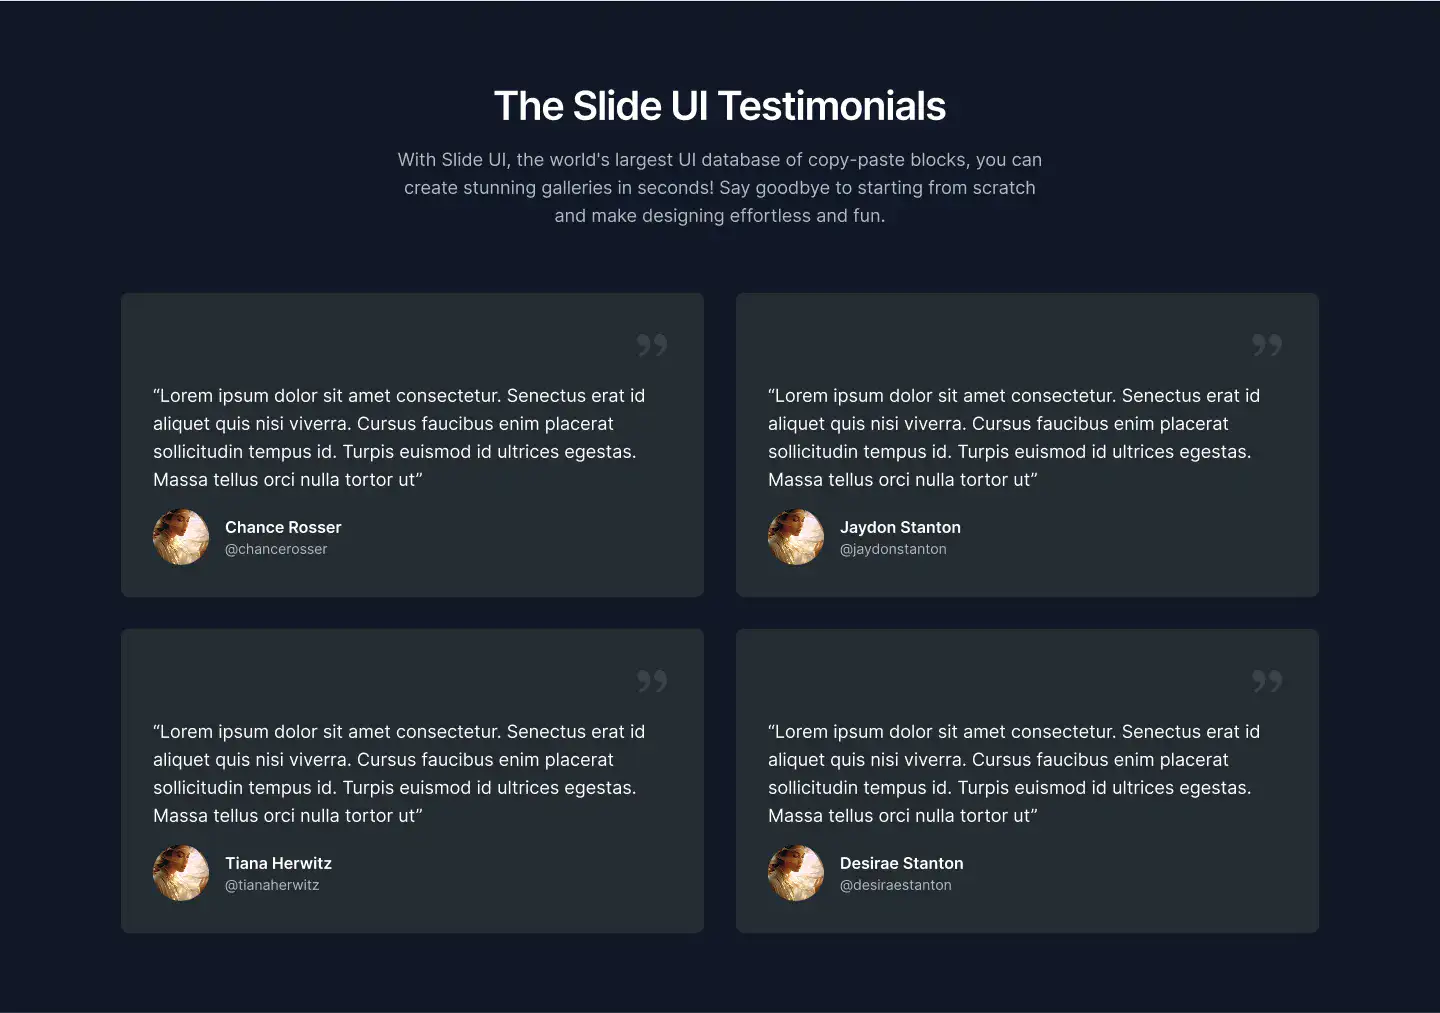 The Slide UI Testimonials
With Slide UI, the world's largest UI database of copy-paste blocks, you can
create stunning galleries in seconds! Say goodbye to starting from scratch
and make designing effortless and fun.
”
“Lorem ipsum dolor sit amet consectetur. Senectus erat id
aliquet quis nisi viverra. Cursus faucibus enim placerat
sollicitudin tempus id. Turpis euismod id ultrices egestas.
Massa tellus orci nulla tortor ut”
Chance Rosser
@chancerosser
”
“Lorem ipsum dolor sit amet consectetur. Senectus erat id
aliquet quis nisi viverra. Cursus faucibus enim placerat
sollicitudin tempus id. Turpis euismod id ultrices egestas.
Massa tellus orci nulla tortor ut”
Jaydon Stanton
@jaydonstanton
”
“Lorem ipsum dolor sit amet consectetur. Senectus erat id
aliquet quis nisi viverra. Cursus faucibus enim placerat
sollicitudin tempus id. Turpis euismod id ultrices egestas.
Massa tellus orci nulla tortor ut”
Tiana Herwitz
@tianaherwitz
”
“Lorem ipsum dolor sit amet consectetur. Senectus erat id
aliquet quis nisi viverra. Cursus faucibus enim placerat
sollicitudin tempus id. Turpis euismod id ultrices egestas.
Massa tellus orci nulla tortor ut”
Desirae Stanton
@desiraestanton